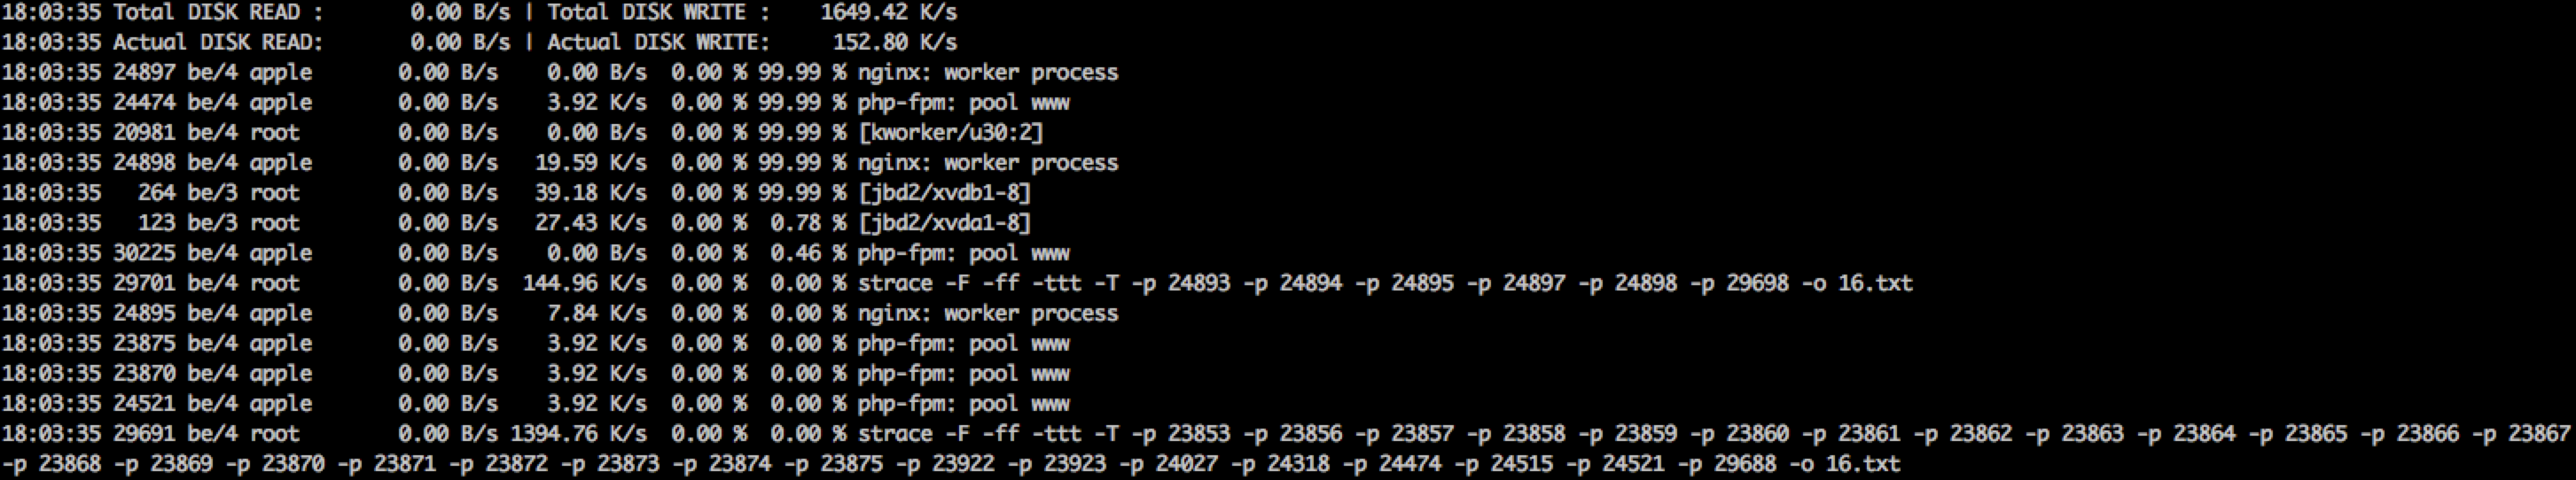 18:03:35 Total DISK READ :       0.00 B/s | Total DISK WRITE :    1649.42 K/s
18:03:35 Actual DISK READ:       0.00 B/s | Actual DISK WRITE:     152.80 K/s
18:03:35 24897 be/4 apple       0.00 B/s    0.00 B/s  0.00 % 99.99 % nginx: worker process
18:03:35 24474 be/4 apple       0.00 B/s    3.92 K/s  0.00 % 99.99 % php-fpm: pool www
18:03:35 20981 be/4 root        0.00 B/s    0.00 B/s  0.00 % 99.99 % [kworker/u30:2]
18:03:35 24898 be/4 apple       0.00 B/s   19.59 K/s  0.00 % 99.99 % nginx: worker process
18:03:35   264 be/3 root        0.00 B/s   39.18 K/s  0.00 % 99.99 % [jbd2/xvdb1-8]
18:03:35   123 be/3 root        0.00 B/s   27.43 K/s  0.00 %  0.78 % [jbd2/xvda1-8]
18:03:35 30225 be/4 apple       0.00 B/s    0.00 B/s  0.00 %  0.46 % php-fpm: pool www
18:03:35 29701 be/4 root        0.00 B/s  144.96 K/s  0.00 %  0.00 % strace -F -ff -ttt -T -p 24893 -p 24894 -p 24895 -p 24897 -p 24898 -p 29698 -o 16.txt
18:03:35 24895 be/4 apple       0.00 B/s    7.84 K/s  0.00 %  0.00 % nginx: worker process
18:03:35 23875 be/4 apple       0.00 B/s    3.92 K/s  0.00 %  0.00 % php-fpm: pool www
18:03:35 23870 be/4 apple       0.00 B/s    3.92 K/s  0.00 %  0.00 % php-fpm: pool www
18:03:35 24521 be/4 apple       0.00 B/s    3.92 K/s  0.00 %  0.00 % php-fpm: pool www
18:03:35 29691 be/4 root        0.00 B/s 1394.76 K/s  0.00 %  0.00 % strace -F -ff -ttt -T -p 23853 -p 23856 -p 23857 -p 23858 -p 23859 -p 23860 -p 23861 -p 23862 -p 23863 -p 23864 -p 23865 -p 23866 -p 23867
-p 23868 -p 23869 -p 23870 -p 23871 -p 23872 -p 23873 -p 23874 -p 23875 -p 23922 -p 23923 -p 24027 -p 24318 -p 24474 -p 24515 -p 24521 -p 29688 -o 16.txt